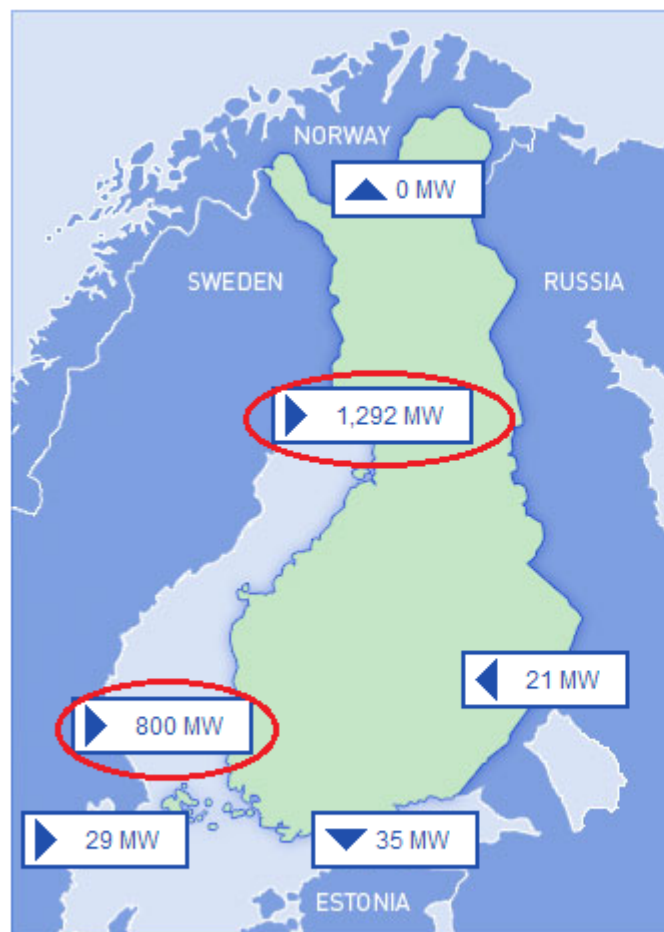 NORWAY
0 MW
SWEDEN
RUSSIA
1,292 MW
21 MW
800 MW
29 MW
35 MW
ESTONIA